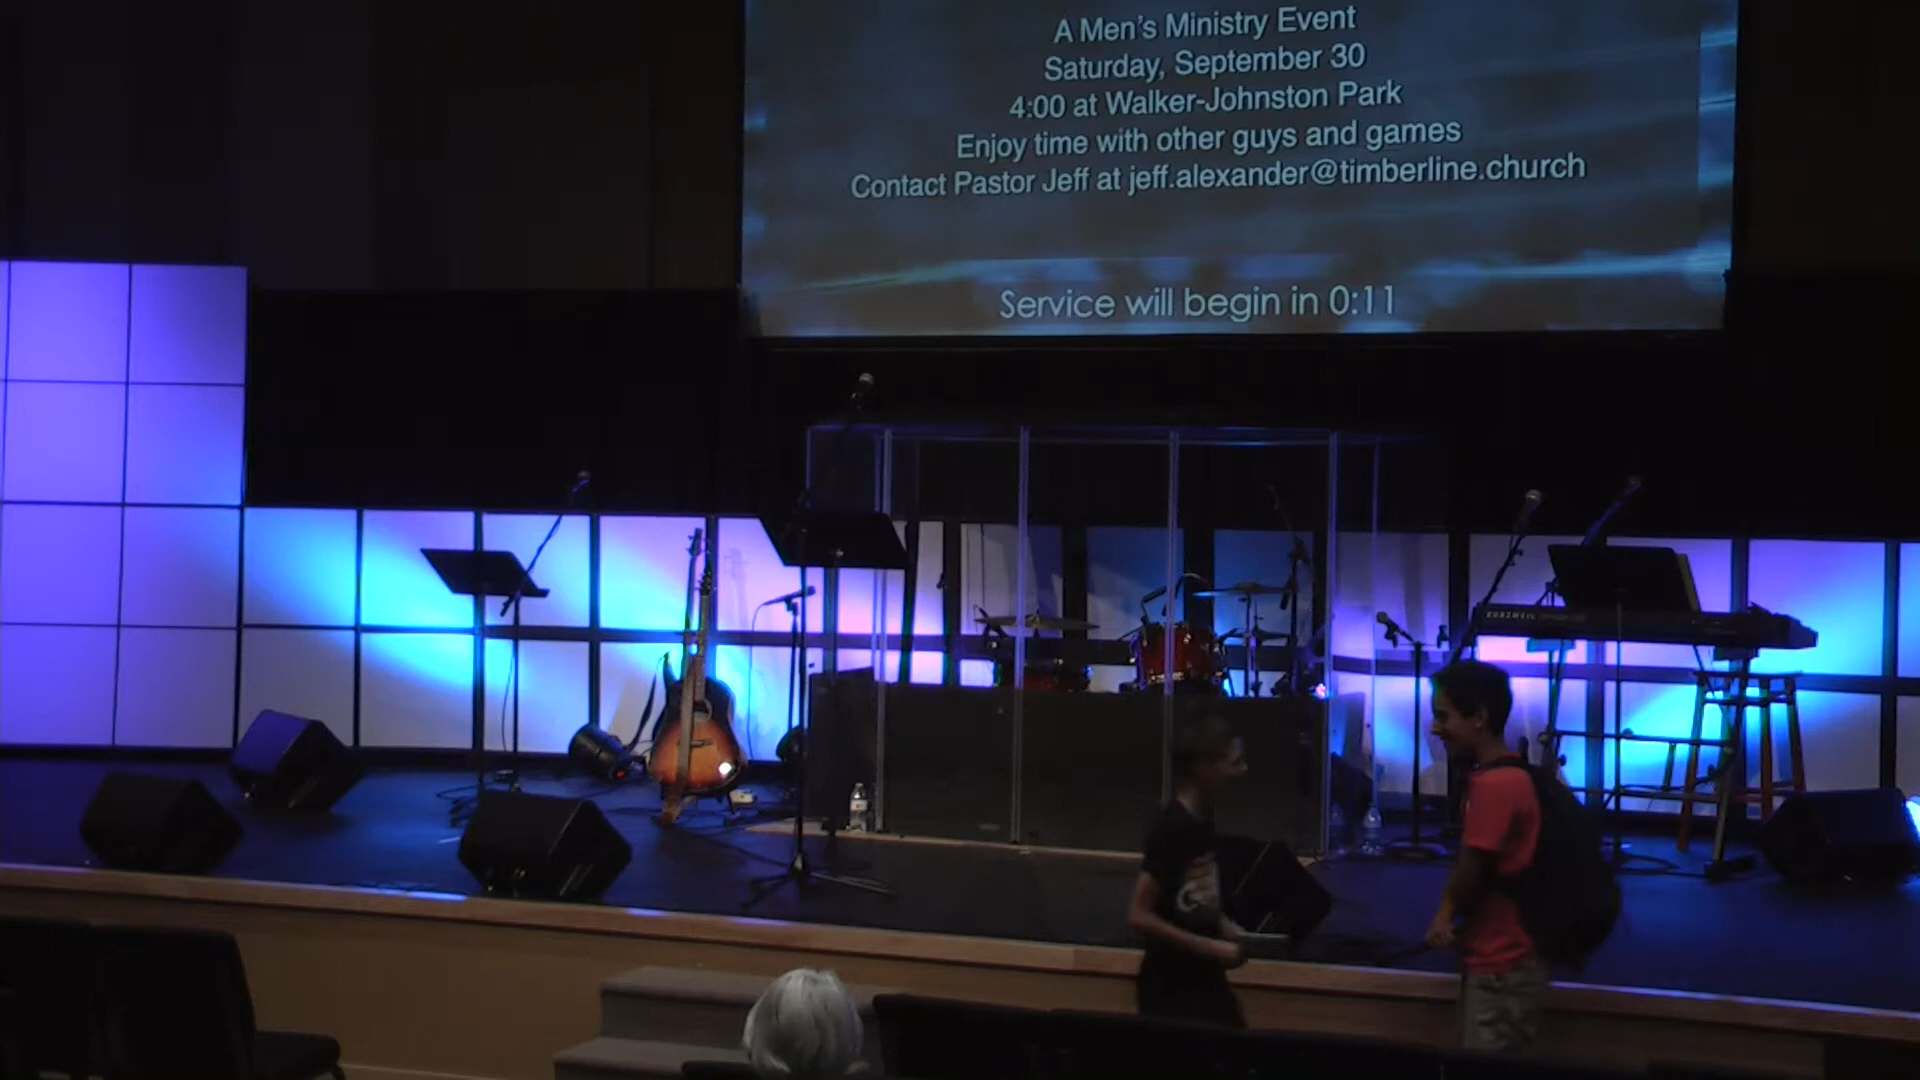 A Men's Ministry Event
Saturday, September 30
4:00 at Walker-Johnston Park
Enjoy time with other guys and games
Contact Pastor Jeff at jeff.alexander@timberline.church
Service will begin in 0:11
KURZWEIL